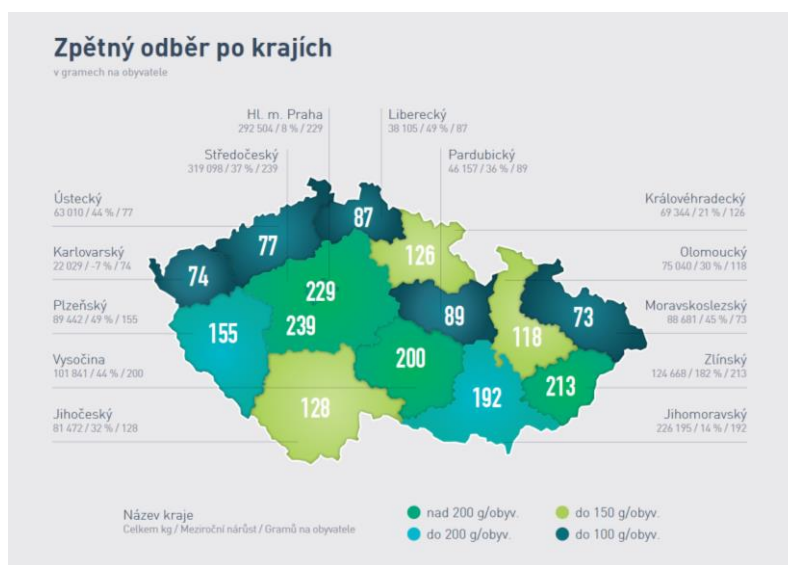 Zpětný odběr po krajích
v gramech na obyvatele
Hl. m. Praha
292 504 / 8 % / 229
Liberecký
38 105 / 49 % / 87
Středočeský
319 098 / 37 % / 239
Pardubický
46 157 / 36 % / 89
Ústecký
63 010 / 44 % / 77
Královéhradecký
69 344 / 21 % / 126
Karlovarský
22 029 / -7 % / 74
Olomoucký
75 040 / 30 % / 118
Plzeňský
89 442 / 49 % / 155
Moravskoslezský
88 681 / 45 % / 73
Vysočina
101 841 / 44 % / 200
Zlínský
124 668 / 182 % / 213
Jihočeský
81 472 / 32 % / 128
Jihomoravský
226 195 / 14 % / 192
87
77
126
74
229
89
73
155
239
118
200
213
192
128
Název kraje
Celkem kg / Meziroční nárůst / Gramů na obyvatele
nad 200 g/obyv.
do 150 g/obyv.
do 200 g/obyv.
do 100 g/obyv.